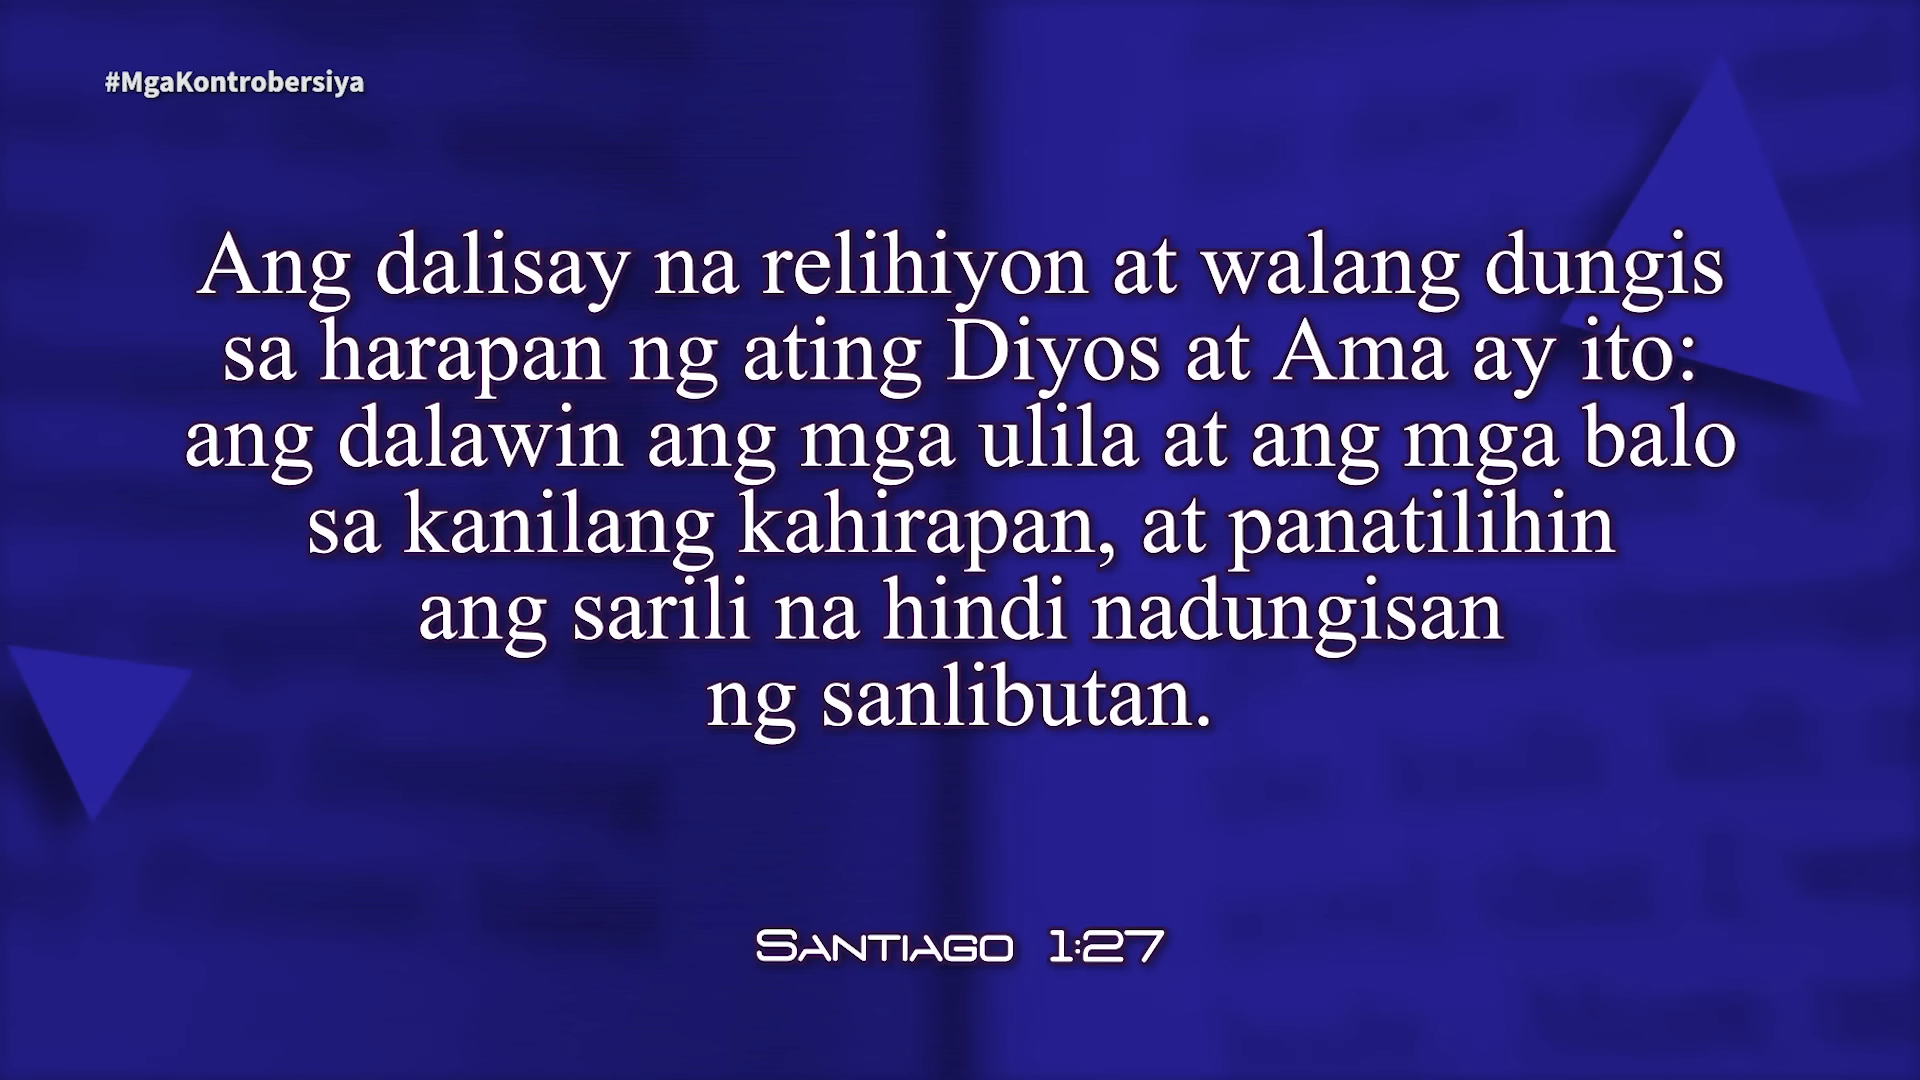 #MgaKontrobersiya
Ang dalisay na relihiyon at walang dungis
sa harapan ng ating Diyos at Ama ay ito:
ang dalawin ang mga ulila at ang mga balo
sa kanilang kahirapan, at panatilihin
ang sarili na hindi nadungisan
ng sanlibutan.
Santiago 1:27